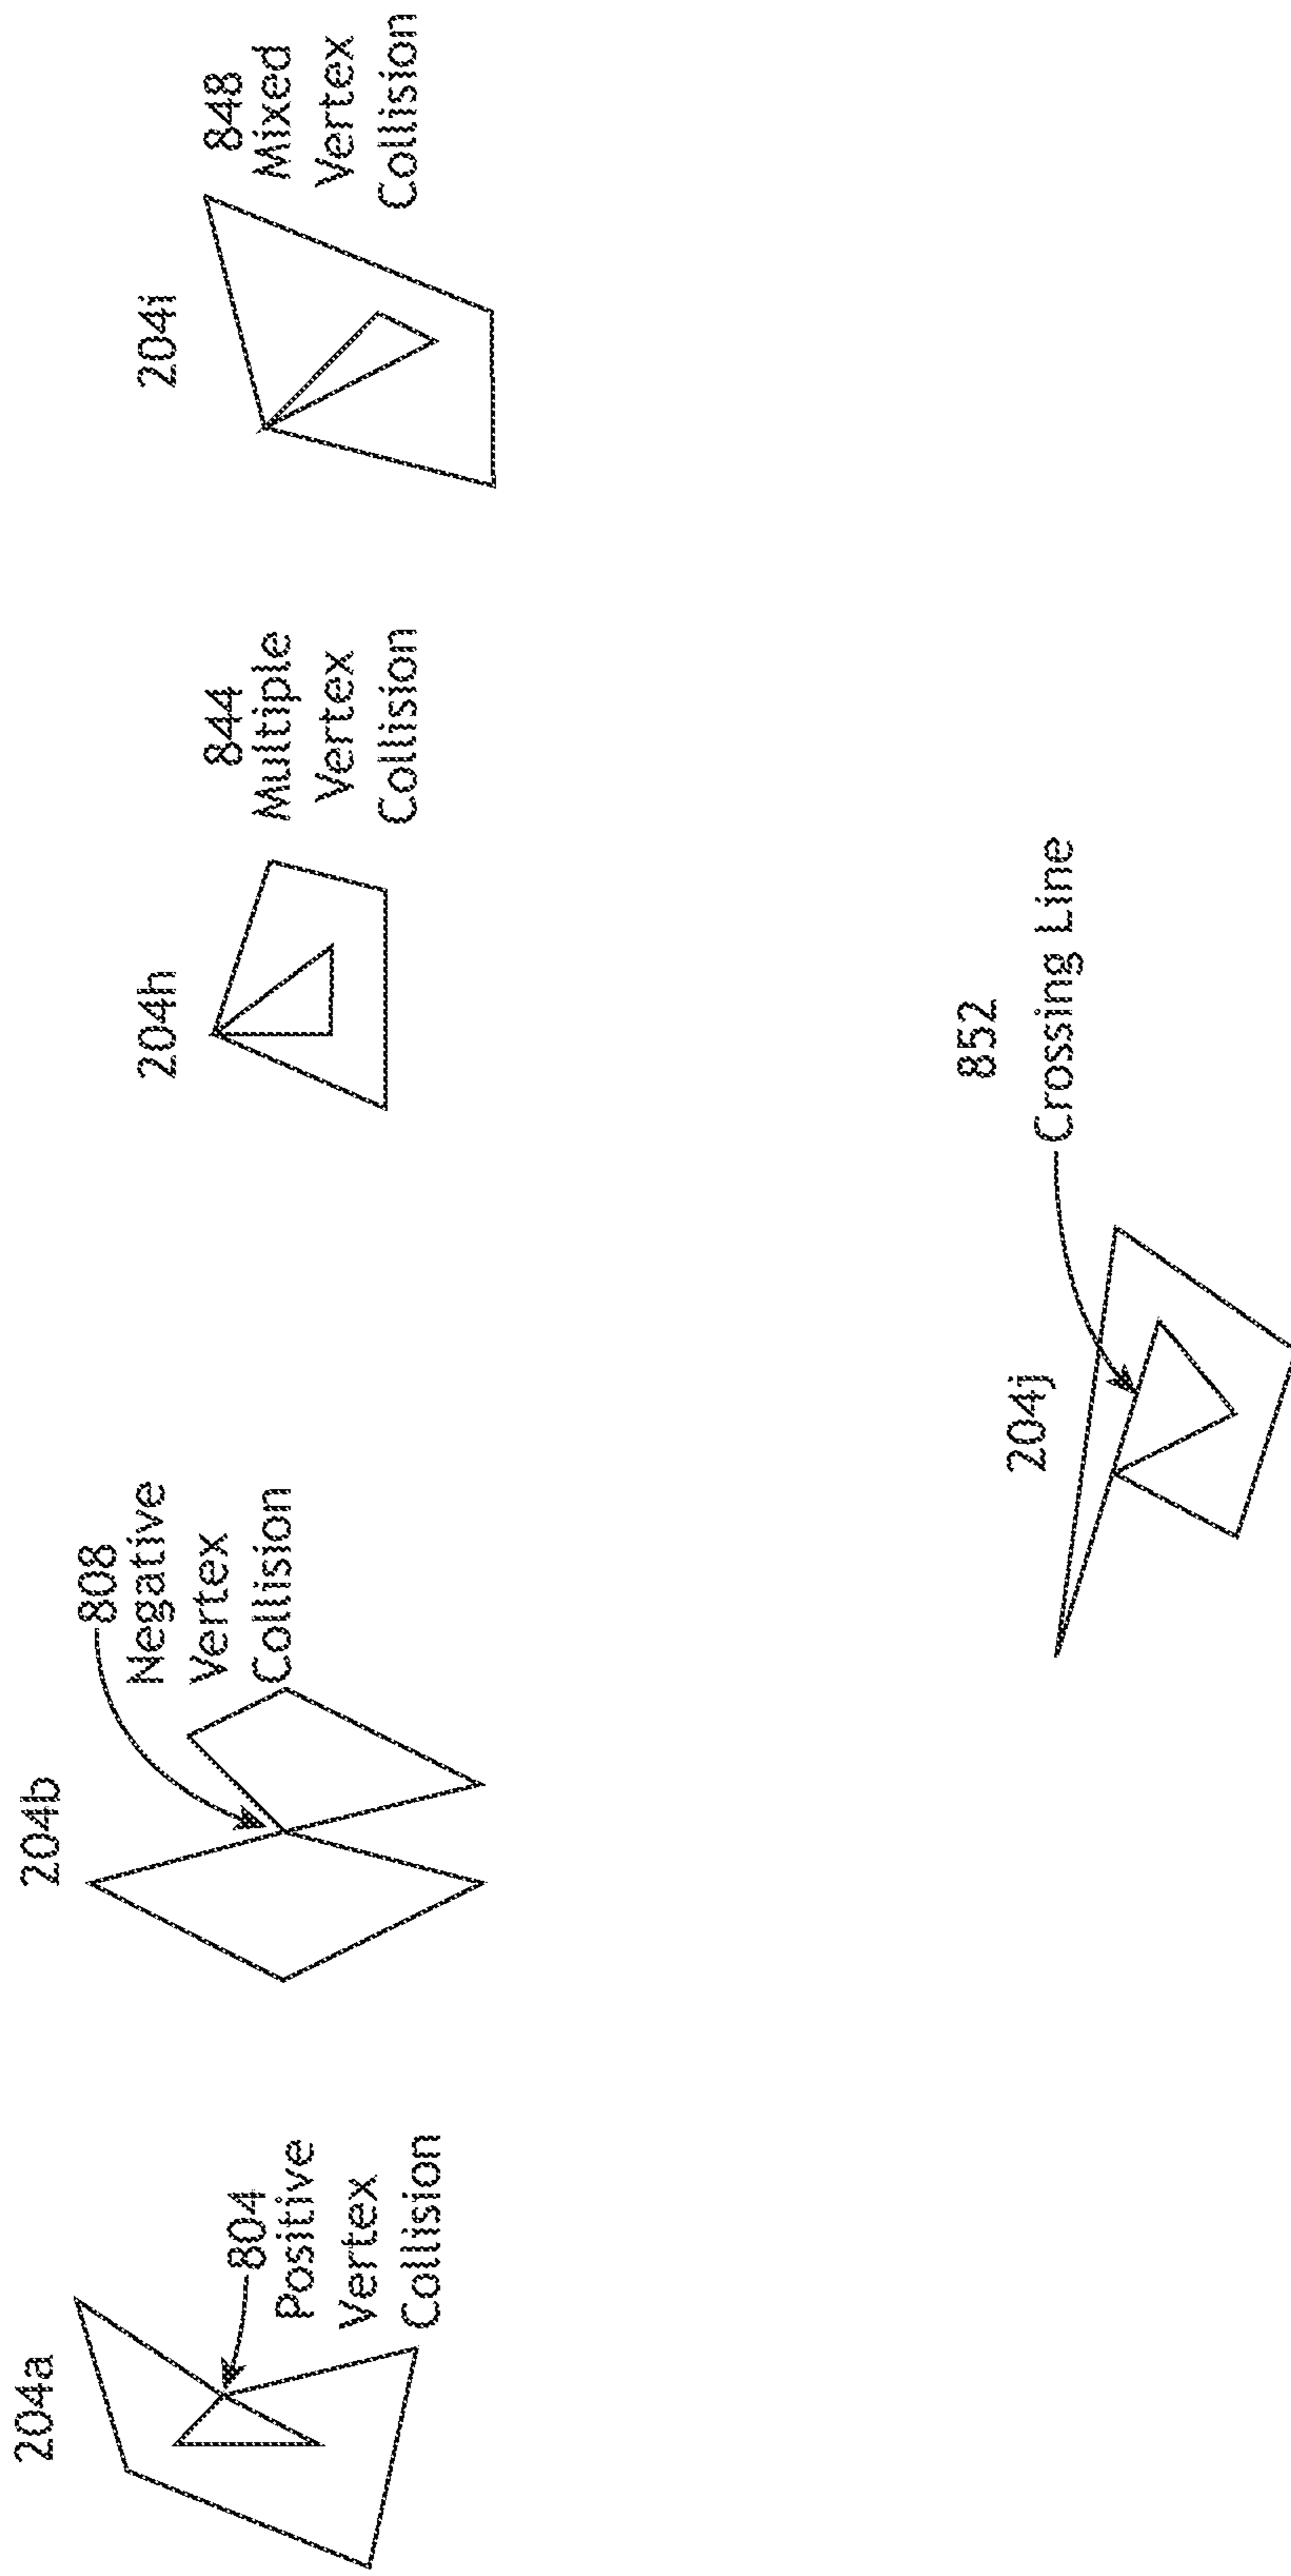 204a
804
Positive
Vertex
Collision
204b
808
Negative
Vertex
Collision
204h
844
Multiple
Vertex
Collision
204i
848
Mixed
Vertex
Collision
204j
852
Crossing Line